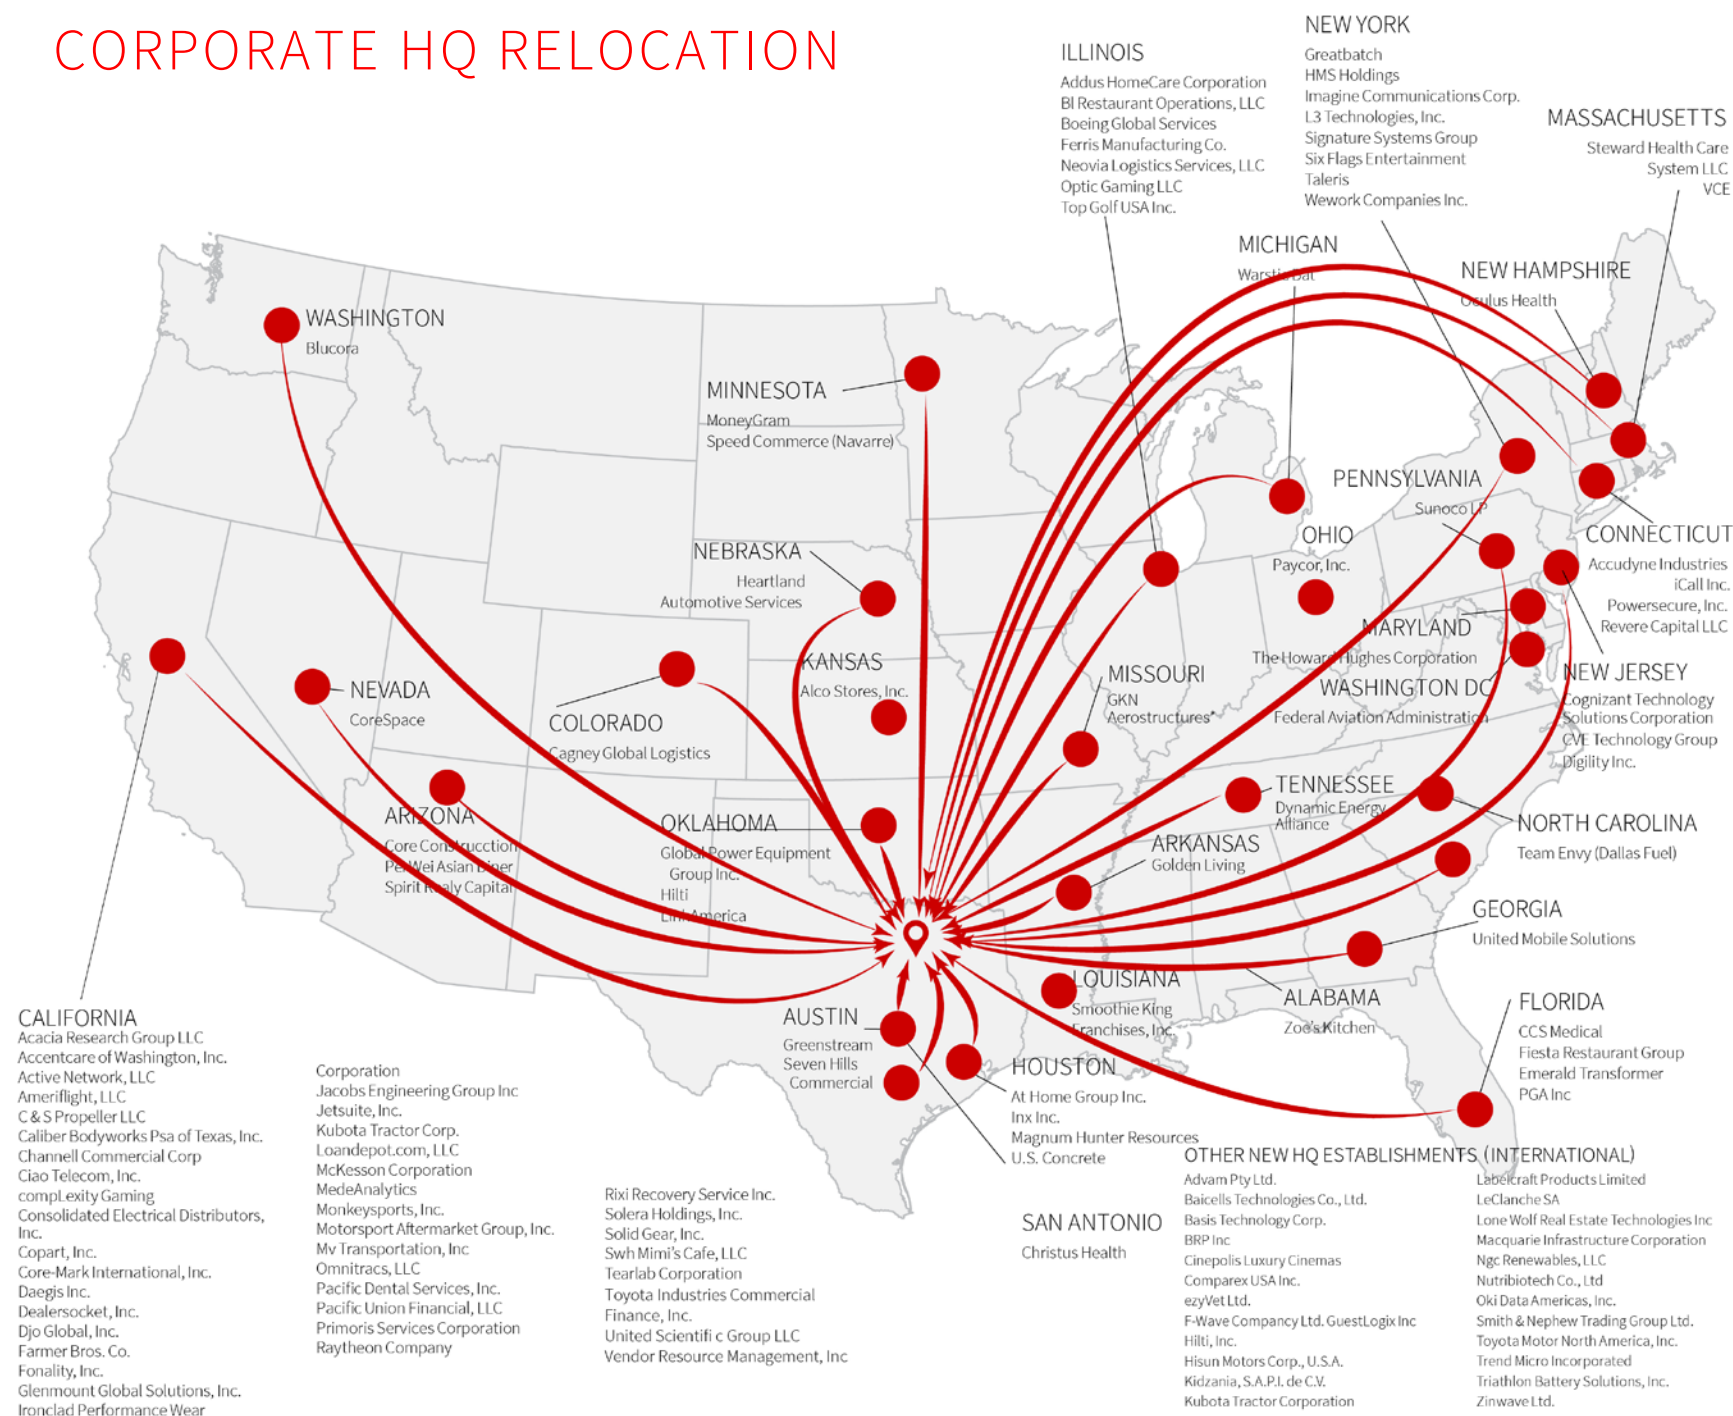 CORPORATE HQ RELOCATION
ILLINOIS
Addus HomeCare Corporation
BI Restaurant Operations, LLC
Boeing Global Services
Ferris Manufacturing Co.
Neovia Logistics Services, LLC
Optic Gaming LLC
Top Golf USA Inc.
NEW YORK
Greatbatch
HMS Holdings
Imagine Communications Corp.
L3 Technologies, Inc.
Signature Systems Group
Six Flags Entertainment
Taleris
Wework Companies Inc.
MASSACHUSETTS
Steward Health Care
System LLC
VCE
MICHIGAN
Warstic Bat
NEW HAMPSHIRE
Oculus Health
WASHINGTON
Blucora
MINNESOTA
MoneyGram
Speed Commerce (Navarre)
PENNSYLVANIA
Sunoco LP
OHIO
Paycor, Inc.
CONNECTICUT
Accudyne Industries
iCall Inc.
Powersecure, Inc.
Revere Capital LLC
NEBRASKA
Heartland
Automotive Services
MARYLAND
The Howard Hughes Corporation
KANSAS
Alco Stores, Inc.
MISSOURI
GKN
Aerostructures*
WASHINGTON DC
Federal Aviation Administration
NEW JERSEY
Cognizant Technology
Solutions Corporation
CVE Technology Group
Digility Inc.
NEVADA
CoreSpace
COLORADO
Cagney Global Logistics
ARIZONA
Core Construcction
Pei Wei Asian Diner
Spirit Realy Capital
OKLAHOMA
Global Power Equipment
Group Inc.
Hilti
LinkAmerica
TENNESSEE
Dynamic Energy
Alliance
ARKANSAS
Golden Living
NORTH CAROLINA
Team Envy (Dallas Fuel)
GEORGIA
United Mobile Solutions
LOUISIANA
Smoothie King
Franchises, Inc.
ALABAMA
Zoe's Kitchen
FLORIDA
CCS Medical
Fiesta Restaurant Group
Emerald Transformer
PGA Inc
AUSTIN
Greenstream
Seven Hills
Commercial
HOUSTON
At Home Group Inc.
Inx Inc.
Magnum Hunter Resources
U.S. Concrete
SAN ANTONIO
Christus Health
CALIFORNIA
Acacia Research Group LLC
Accentcare of Washington, Inc.
Active Network, LLC
Ameriflight, LLC
C & S Propeller LLC
Caliber Bodyworks Psa of Texas, Inc.
Channell Commercial Corp
Ciao Telecom, Inc.
compLexity Gaming
Consolidated Electrical Distributors,
Inc.
Copart, Inc.
Core-Mark International, Inc.
Daegis Inc.
Dealersocket, Inc.
Djo Global, Inc.
Farmer Bros. Co.
Fonality, Inc.
Glenmount Global Solutions, Inc.
Ironclad Performance Wear
Corporation
Jacobs Engineering Group Inc
Jetsuite, Inc.
Kubota Tractor Corp.
Loandepot.com, LLC
McKesson Corporation
MedeAnalytics
Monkeysports, Inc.
Motorsport Aftermarket Group, Inc.
Mv Transportation, Inc
Omnitracs, LLC
Pacific Dental Services, Inc.
Pacific Union Financial, LLC
Primoris Services Corporation
Raytheon Company
Rixi Recovery Service Inc.
Solera Holdings, Inc.
Solid Gear, Inc.
Swh Mimi's Cafe, LLC
Tearlab Corporation
Toyota Industries Commercial
Finance, Inc.
United Scientifi c Group LLC
Vendor Resource Management, Inc
OTHER NEW HQ ESTABLISHMENTS (INTERNATIONAL)
Advam Pty Ltd.
Baicells Technologies Co., Ltd.
Basis Technology Corp.
BRP Inc
Cinepolis Luxury Cinemas
Comparex USA Inc.
ezyVet Ltd.
F-Wave Compancy Ltd. GuestLogix Inc
Hilti, Inc.
Hisun Motors Corp., U.S.A.
Kidzania, S.A.P.I. de C.V.
Kubota Tractor Corporation
Labelcraft Products Limited
LeClanche SA
Lone Wolf Real Estate Technologies Inc
Macquarie Infrastructure Corporation
Ngc Renewables, LLC
Nutribiotech Co., Ltd
Oki Data Americas, Inc.
Smith & Nephew Trading Group Ltd.
Toyota Motor North America, Inc.
Trend Micro Incorporated
Triathlon Battery Solutions, Inc.
Zinwave Ltd.